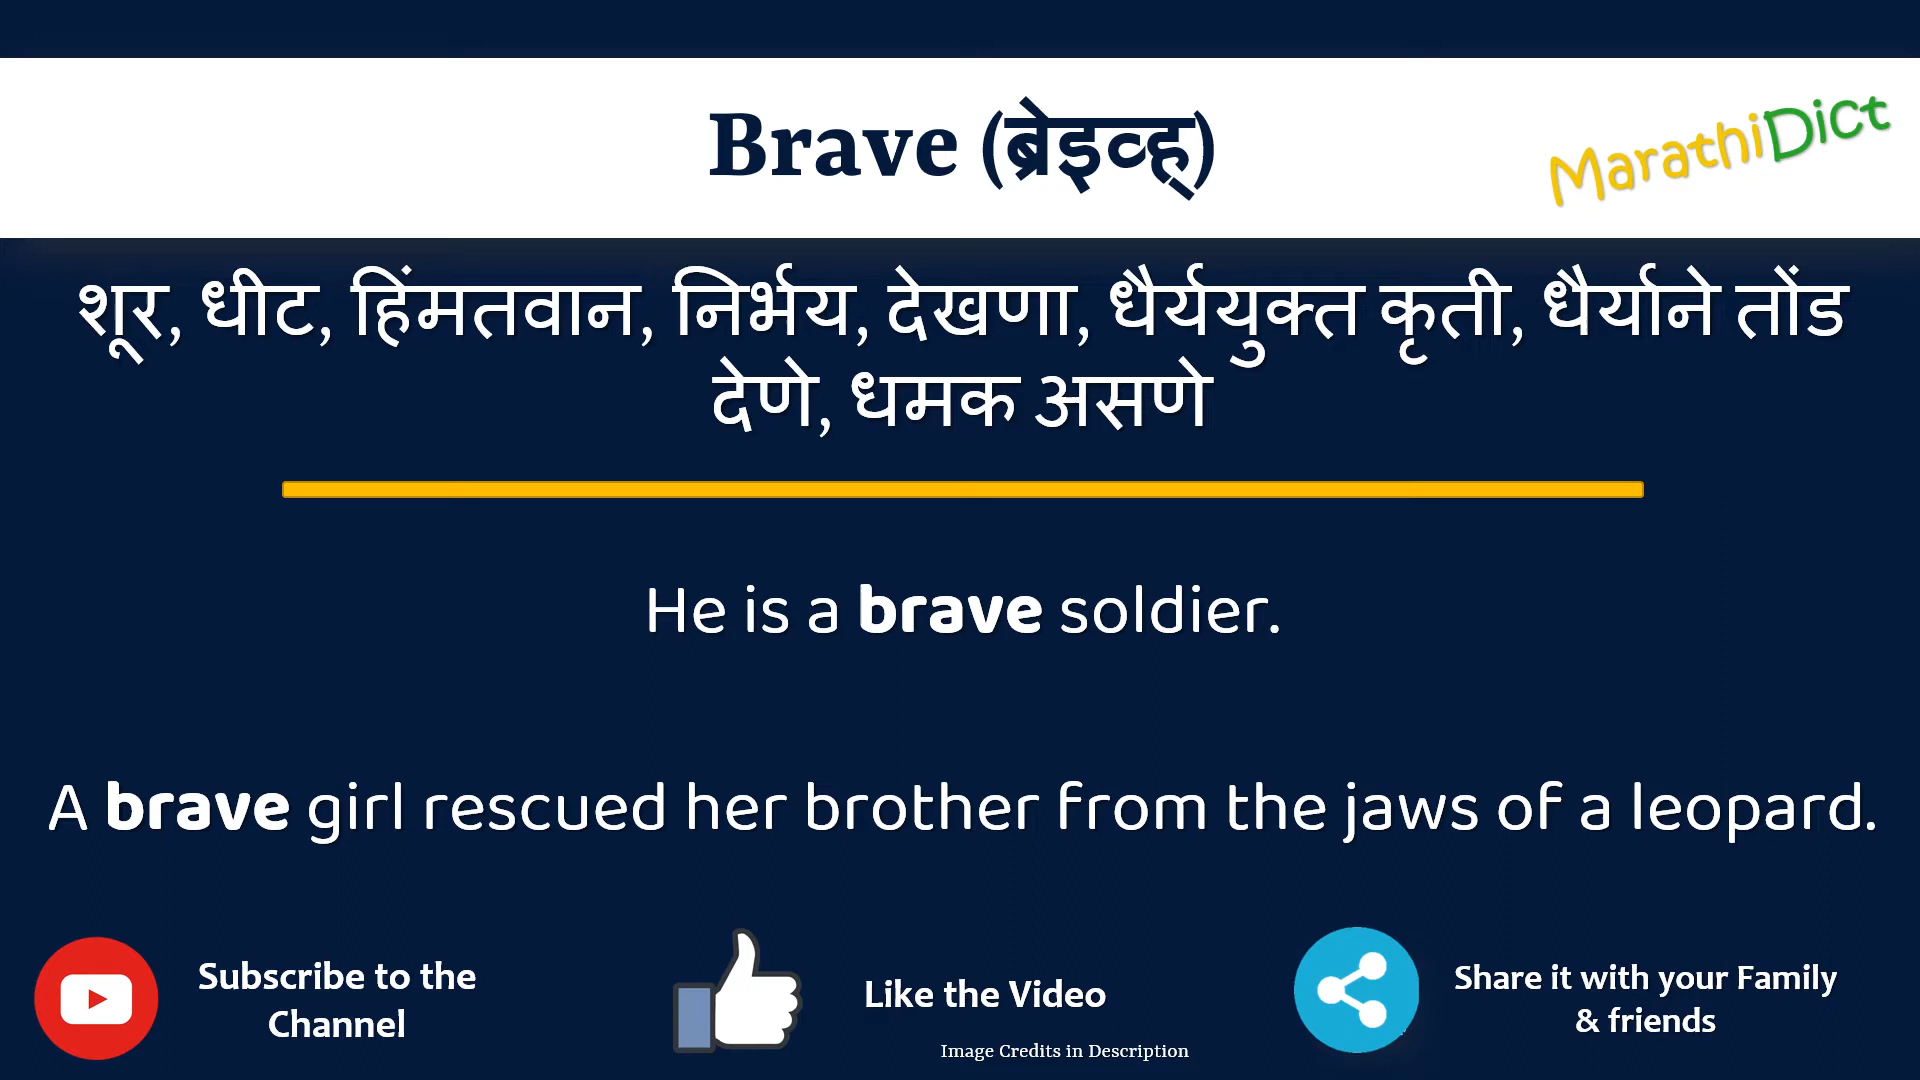 Brave (ब्रेइव्ह्)
MarathiDict
शूर, धीट, हिंमतवान, निर्भय, देखणा, धैर्ययुक्त कृती, धैर्याने तोंड
देणे, धमक असणे
He is a brave soldier.
A brave girl rescued her brother from the jaws of a leopard.
Subscribe to the
Channel
Like the Video
Share it with your Family
& friends
Image Credits in Description